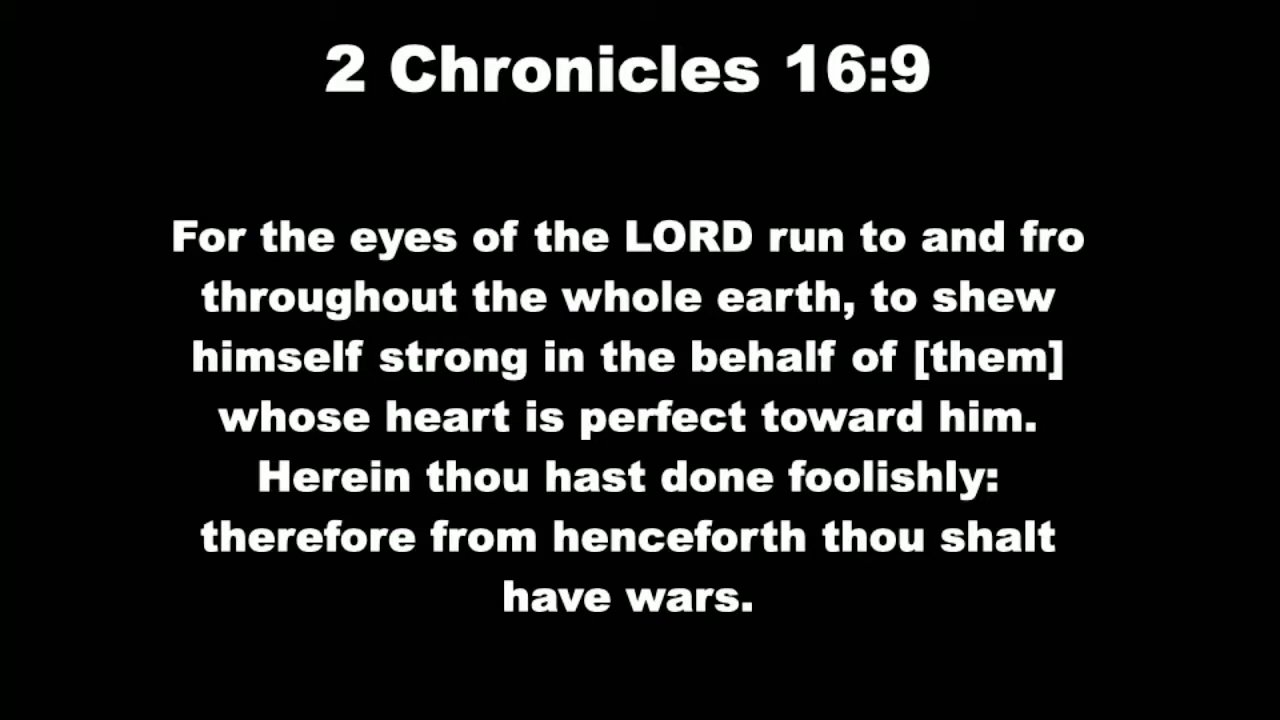 2 Chronicles 16:9
For the eyes of the LORD run to and fro
throughout the whole earth, to shew
himself strong in the behalf of [them]
whose heart is perfect toward him.
Herein thou hast done foolishly:
therefore from henceforth thou shalt
have wars.